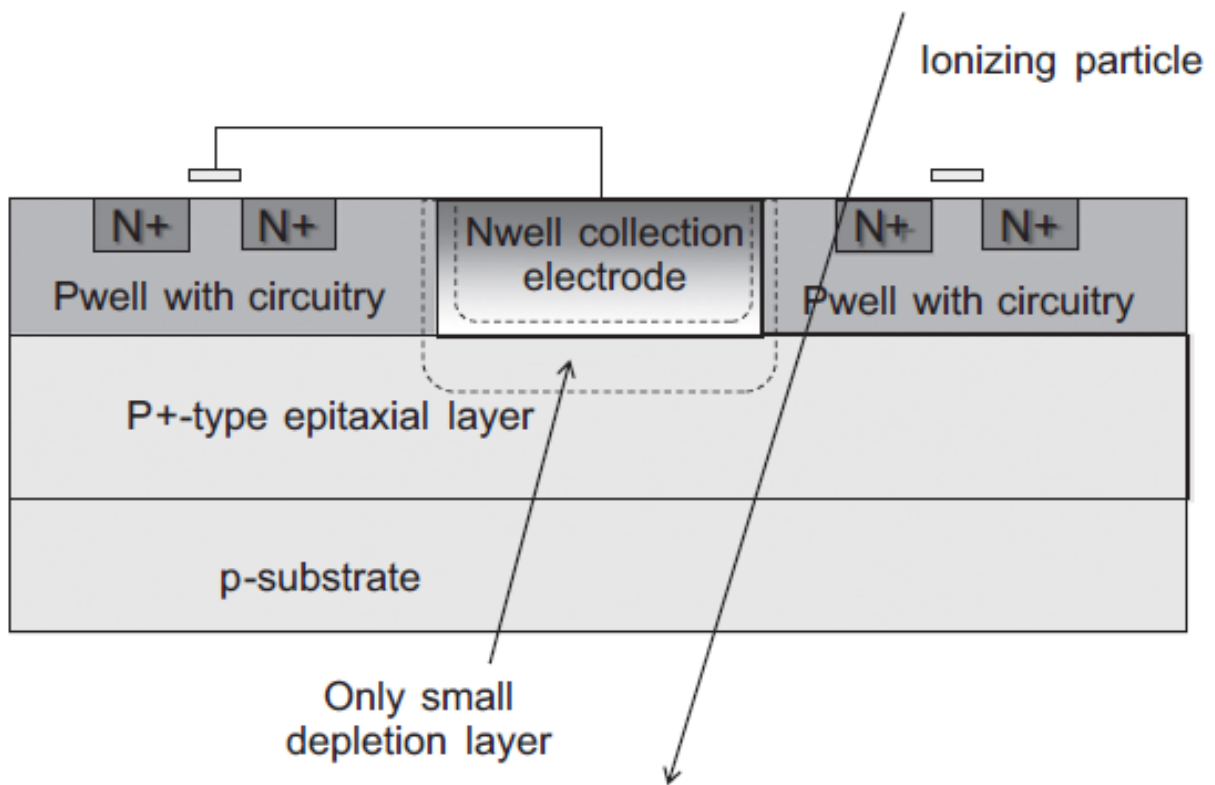 Ionizing particle
N+ N+ Nwell collection N+ N+
electrode
Pwell with circuitry Pwell with circuitry
P+-type epitaxial layer
p-substrate
Only small
depletion layer